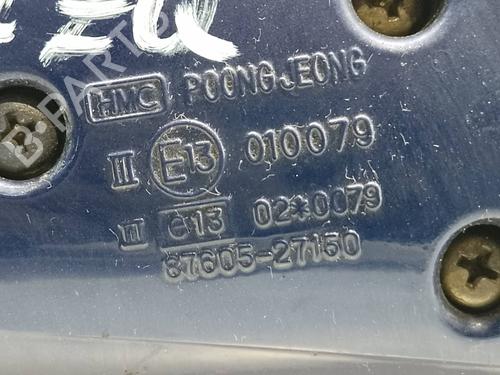 HMC POONGJEONG
III E13 010079
II e13 02*0079
87605-27150